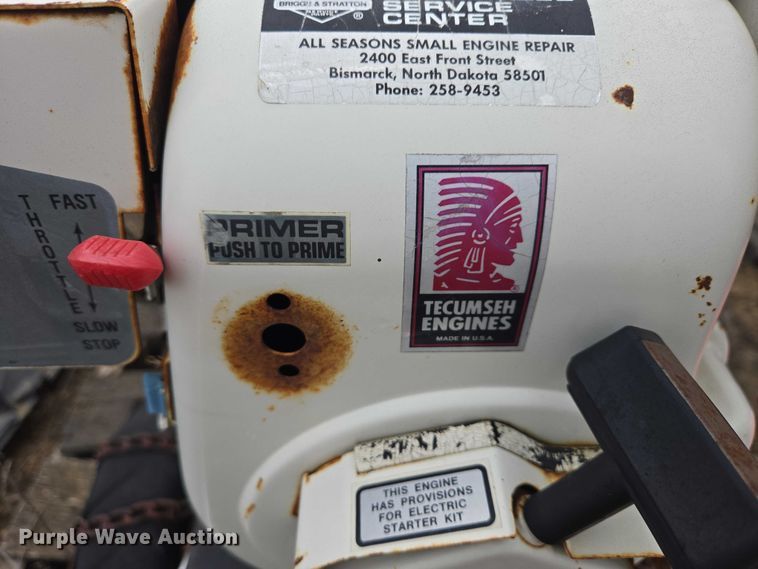 BRIGGS & STRATTON
SERVICE
CENTER
ALL SEASONS SMALL ENGINE REPAIR
2400 East Front Street
Bismarck, North Dakota 58501
Phone: 258-9453
THROTTLE
FAST
SLOW
STOP
PRIMER
PUSH TO PRIME
TECUMSEH
ENGINES
MADE IN U.S.A.
THIS ENGINE
HAS PROVISIONS
FOR ELECTRIC
STARTER KIT
Purple Wave Auction